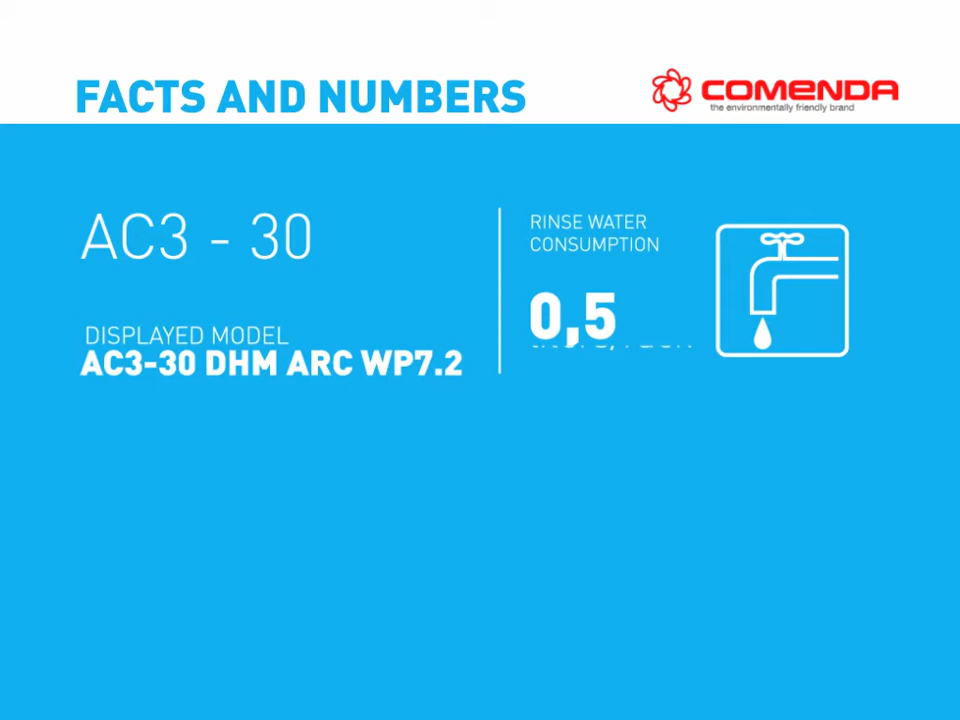 FACTS AND NUMBERS
COMENDA
the environmentally friendly brand
AC3 - 30
DISPLAYED MODEL
AC3-30 DHM ARC WP7.2
RINSE WATER
CONSUMPTION
0,5